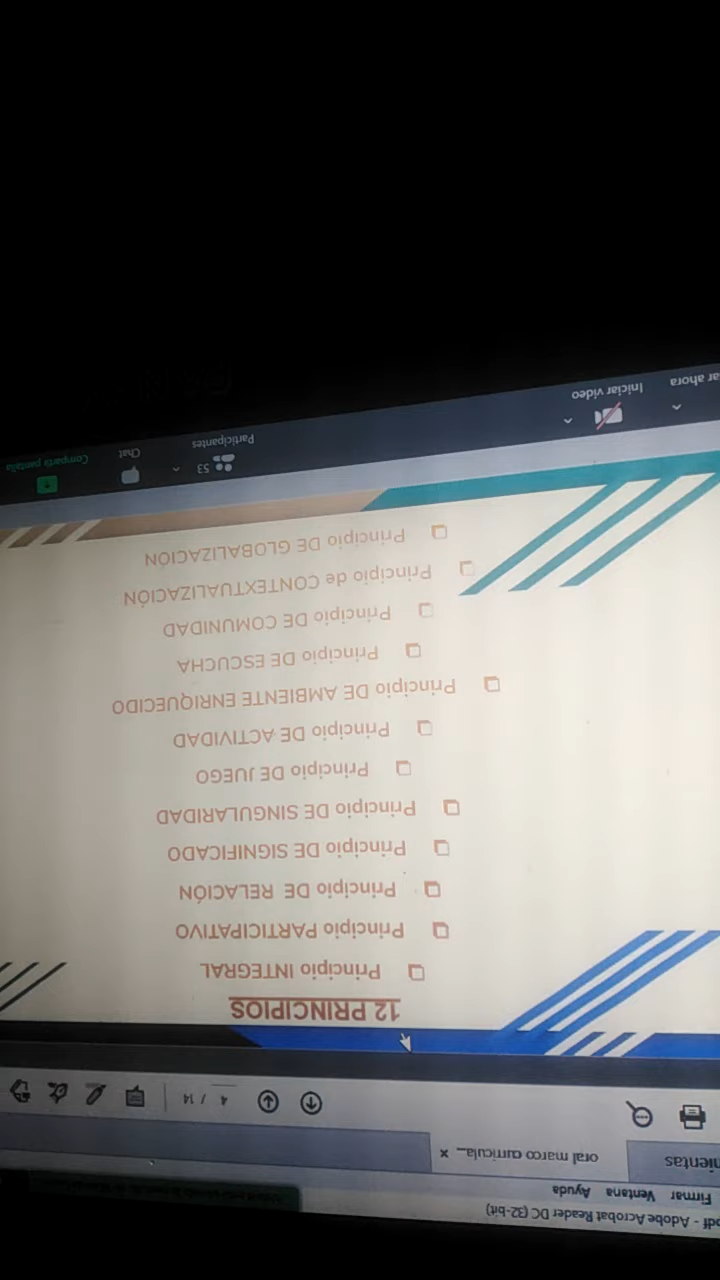 pdf - Adobe Acrobat Reader DC (32-bit)
Firmar Ventana Ayuda
mientas
oral marco curricula... ×
4 / 14
12 PRINCIPIOS
Principio INTEGRAL
Principio PARTICIPATIVO
Principio DE RELACIÓN
Principio DE SIGNIFICADO
Principio DE SINGULARIDAD
Principio DE JUEGO
Principio DE ACTIVIDAD
Principio DE AMBIENTE ENRIQUECIDO
Principio DE ESCUCHA
Principio DE COMUNIDAD
Principio de CONTEXTUALIZACIÓN
Principio DE GLOBALIZACIÓN
ar ahora
Iniciar video
53
Participantes
Chat
Compartir pantalla